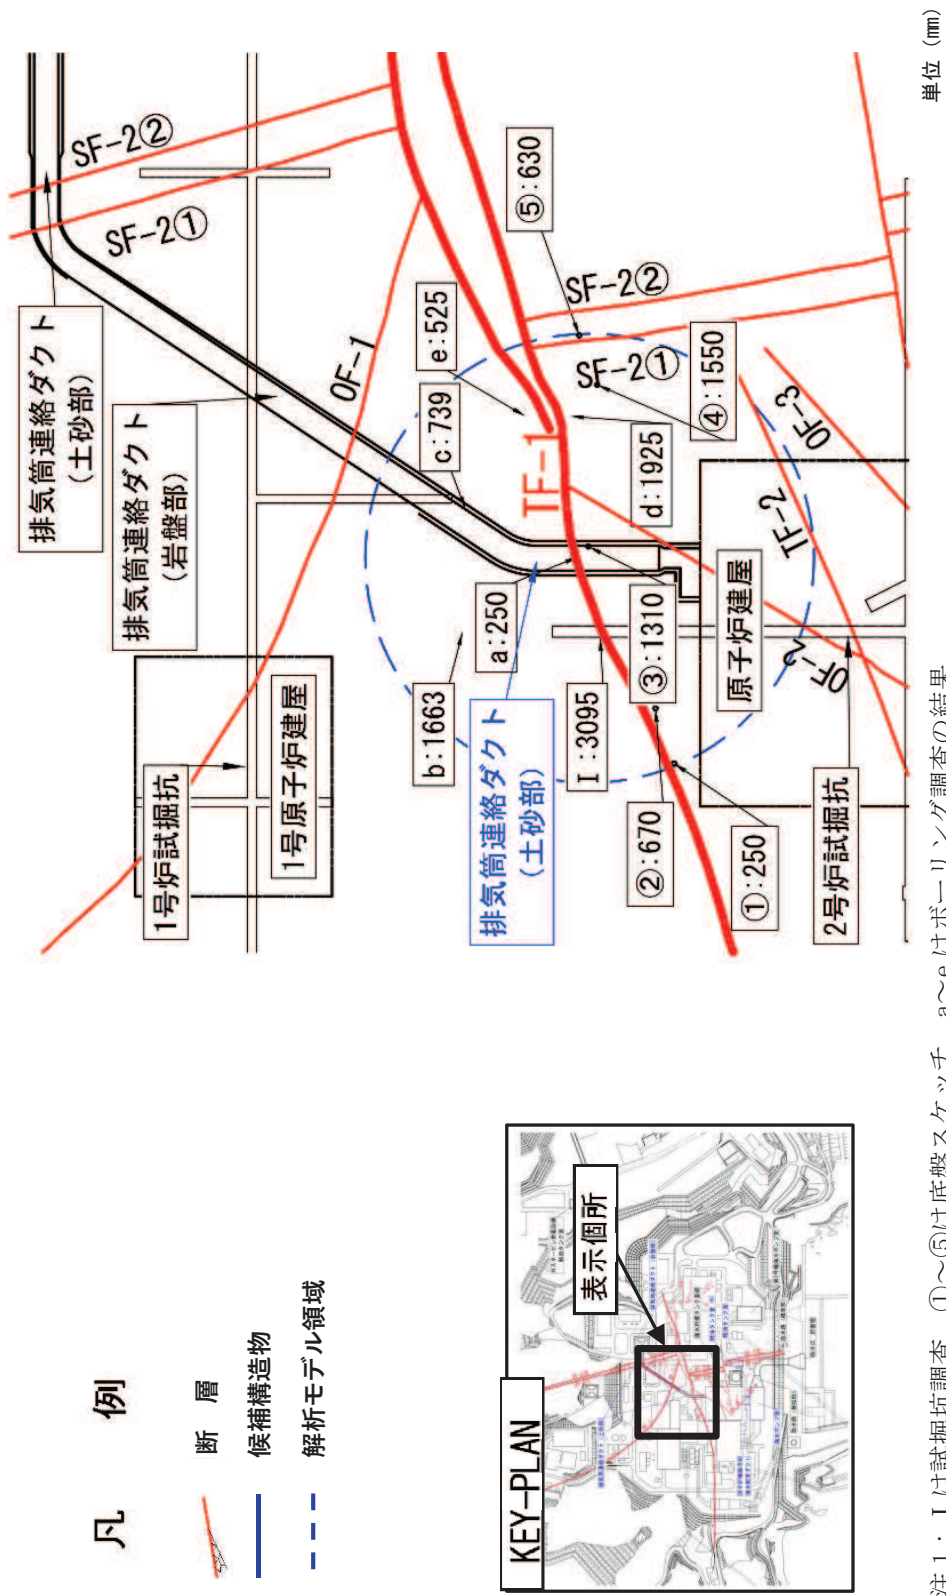 単位 (㎜)
排気筒連絡ダクト
(土砂部)
排気筒連絡ダクト
(岩盤部)
SF-2②
SF-2①
OF-1
1号炉試掘抗
1号原子炉建屋
c:739
e:525
⑤:630
SF-2②
SF-2①
④:1550
TF-1
d:1925
OF-3
TF-2
OF-2
b:1663
a:250
排気筒連絡ダクト
(土砂部)
I:3095
③:1310
原子炉建屋
②:670
①:250
2号炉試掘抗
凡 例
断 層
候補構造物
解析モデル領域
KEY-PLAN
表示個所
注1: Iは試掘坑調査、①~⑤は底盤スケッチ、a~eはボーリング調査の結果